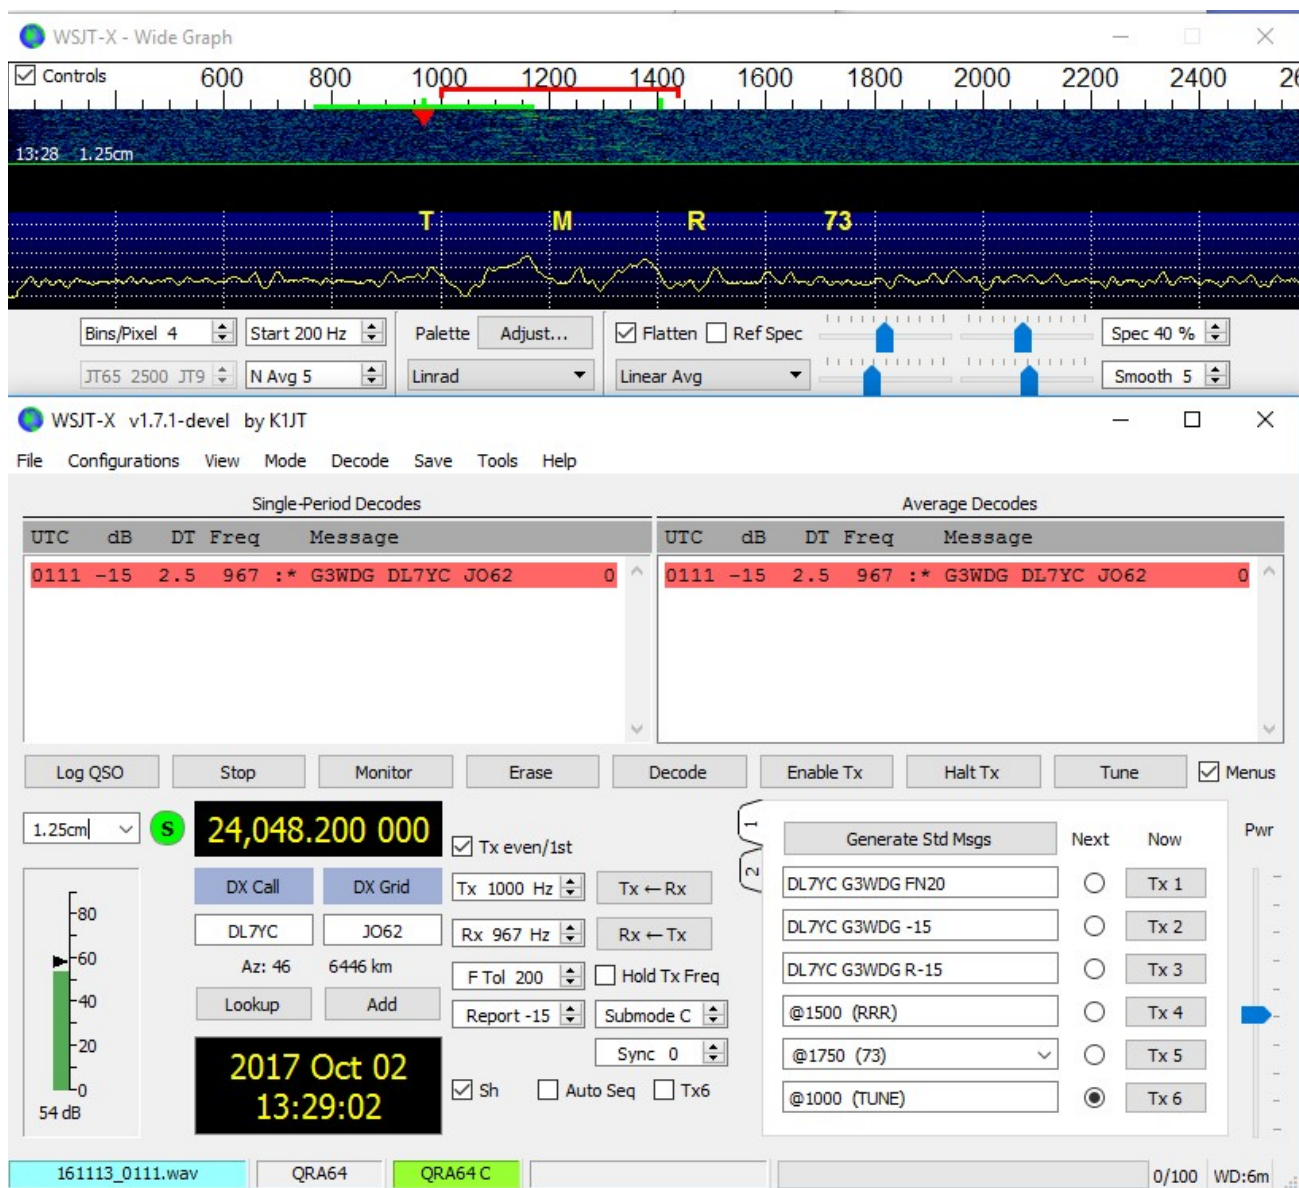 WSJT-X - Wide Graph
Controls 600 800 1000 1200 1400 1600 1800 2000 2200 2400
13:28 1.25cm
T M R 73
Bins/Pixel 4 Start 200 Hz Palette Adjust... Flatten Ref Spec Spec 40 %
JT65 2500 JT9 N Avg 5 Linrad Linear Avg Smooth 5
WSJT-X v1.7.1-devel by K1JT
File Configurations View Mode Decode Save Tools Help
Single-Period Decodes Average Decodes
UTC dB DT Freq Message UTC dB DT Freq Message
0111 -15 2.5 967 :* G3WDG DL7YC JO62 0 0111 -15 2.5 967 :* G3WDG DL7YC JO62 0
Log QSO Stop Monitor Erase Decode Enable Tx Halt Tx Tune Menus
1.25cm S 24,048.200 000 Tx even/1st 1 Generate Std Msgs Next Now Pwr
DX Call DX Grid Tx 1000 Hz Tx ← Rx 2 DL7YC G3WDG FN20 Tx 1
DL7YC JO62 Rx 967 Hz Rx ← Tx DL7YC G3WDG -15 Tx 2
Az: 46 6446 km F Tol 200 Hold Tx Freq DL7YC G3WDG R-15 Tx 3
Lookup Add Report -15 Submode C @1500 (RRR) Tx 4
2017 Oct 02 Sync 0 @1750 (73) Tx 5
13:29:02 Sh Auto Seq Tx6 @1000 (TUNE) Tx 6
80
60
40
20
0
54 dB
161113_0111.wav QRA64 QRA64 C 0/100 WD:6m